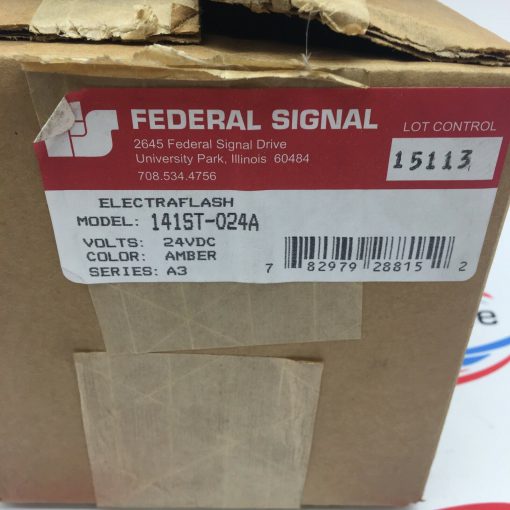 FS FEDERAL SIGNAL
2645 Federal Signal Drive
University Park, Illinois 60484
708.534.4756
LOT CONTROL
15113
ELECTRAFLASH
MODEL: 141ST-024A
VOLTS: 24VDC
COLOR: AMBER
SERIES: A3
7 82979 28815 2
e